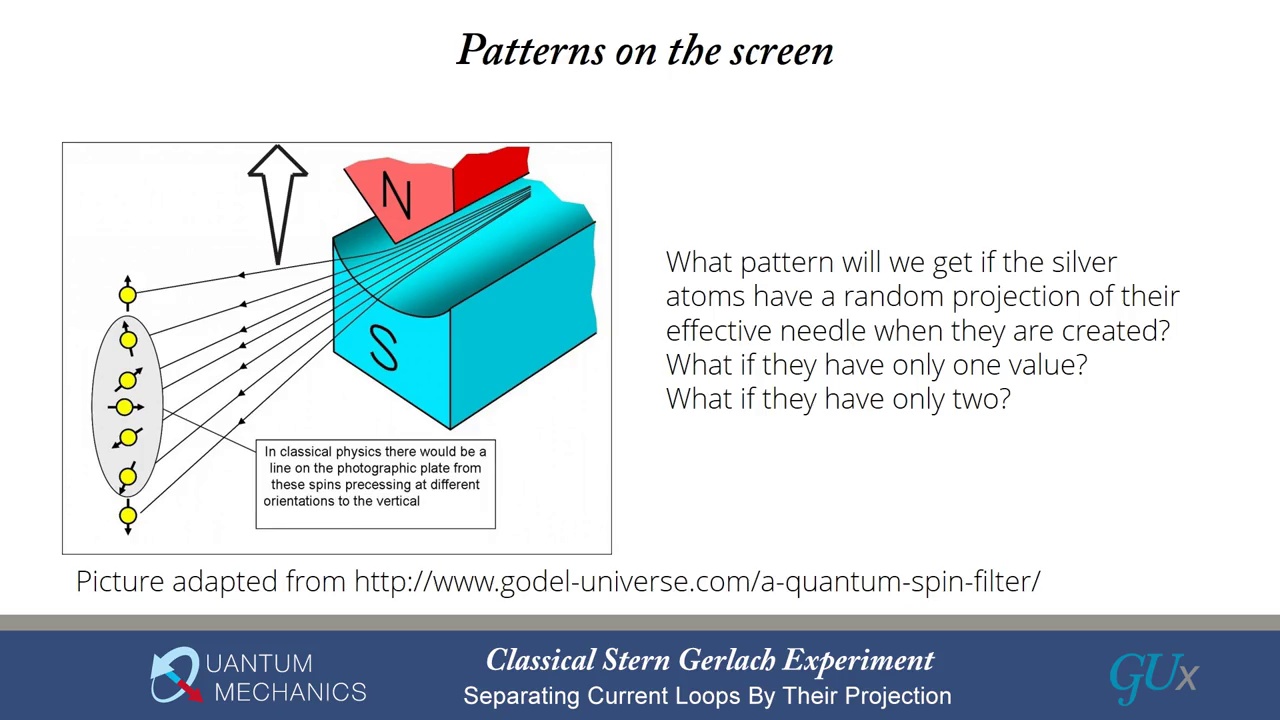 Patterns on the screen
N
S
In classical physics there would be a
line on the photographic plate from
these spins precessing at different
orientations to the vertical
What pattern will we get if the silver
atoms have a random projection of their
effective needle when they are created?
What if they have only one value?
What if they have only two?
Picture adapted from http://www.godel-universe.com/a-quantum-spin-filter/
QUANTUM
MECHANICS
Classical Stern Gerlach Experiment
Separating Current Loops By Their Projection
GUx